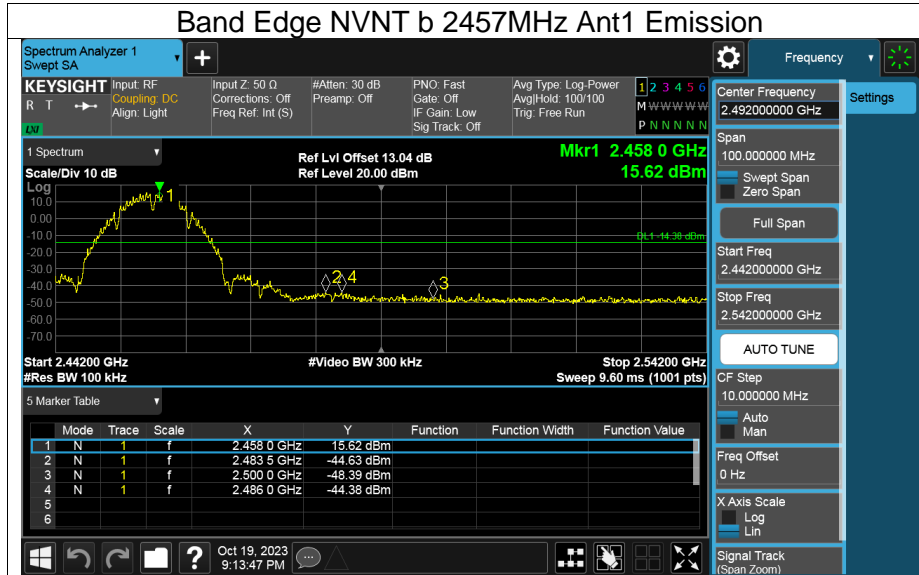 Band Edge NVNT b 2457MHz Ant1 Emission
Spectrum Analyzer 1
Swept SA
+
Frequency
KEYSIGHT
R T
LXI
Input: RF
Coupling: DC
Align: Light
Input Z: 50 Ω
Corrections: Off
Freq Ref: Int (S)
#Atten: 30 dB
Preamp: Off
PNO: Fast
Gate: Off
IF Gain: Low
Sig Track: Off
Avg Type: Log-Power
Avg|Hold: 100/100
Trig: Free Run
1 2 3 4 5 6
M W W W W W
P N N N N N
1 Spectrum
Scale/Div 10 dB
Ref Lvl Offset 13.04 dB
Ref Level 20.00 dBm
Mkr1 2.458 0 GHz
15.62 dBm
Log
10.0
0.00
-10.0
-20.0
-30.0
-40.0
-50.0
-60.0
-70.0
1
2
4
3
DL1 -14.38 dBm
Start 2.44200 GHz
#Res BW 100 kHz
#Video BW 300 kHz
Stop 2.54200 GHz
Sweep 9.60 ms (1001 pts)
5 Marker Table
Mode Trace Scale X Y Function Function Width Function Value
1 N 1 f 2.458 0 GHz 15.62 dBm
2 N 1 f 2.483 5 GHz -44.63 dBm
3 N 1 f 2.500 0 GHz -48.39 dBm
4 N 1 f 2.486 0 GHz -44.38 dBm
5
6
Center Frequency
2.492000000 GHz
Settings
Span
100.000000 MHz
Swept Span
Zero Span
Full Span
Start Freq
2.442000000 GHz
Stop Freq
2.542000000 GHz
AUTO TUNE
CF Step
10.000000 MHz
Auto
Man
Freq Offset
0 Hz
X Axis Scale
Log
Lin
Signal Track
(Span Zoom)
?
Oct 19, 2023
9:13:47 PM